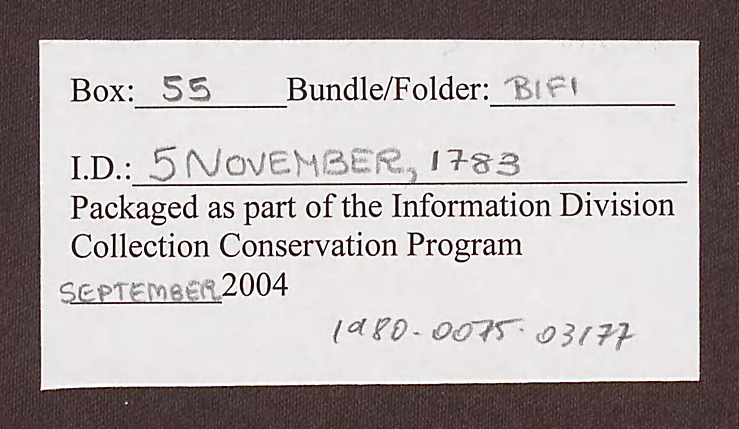 Box: 55 Bundle/Folder: B1F1
I.D.: 5 NOVEMBER, 1783
Packaged as part of the Information Division
Collection Conservation Program
SEPTEMBER 2004
1980-0075-03177